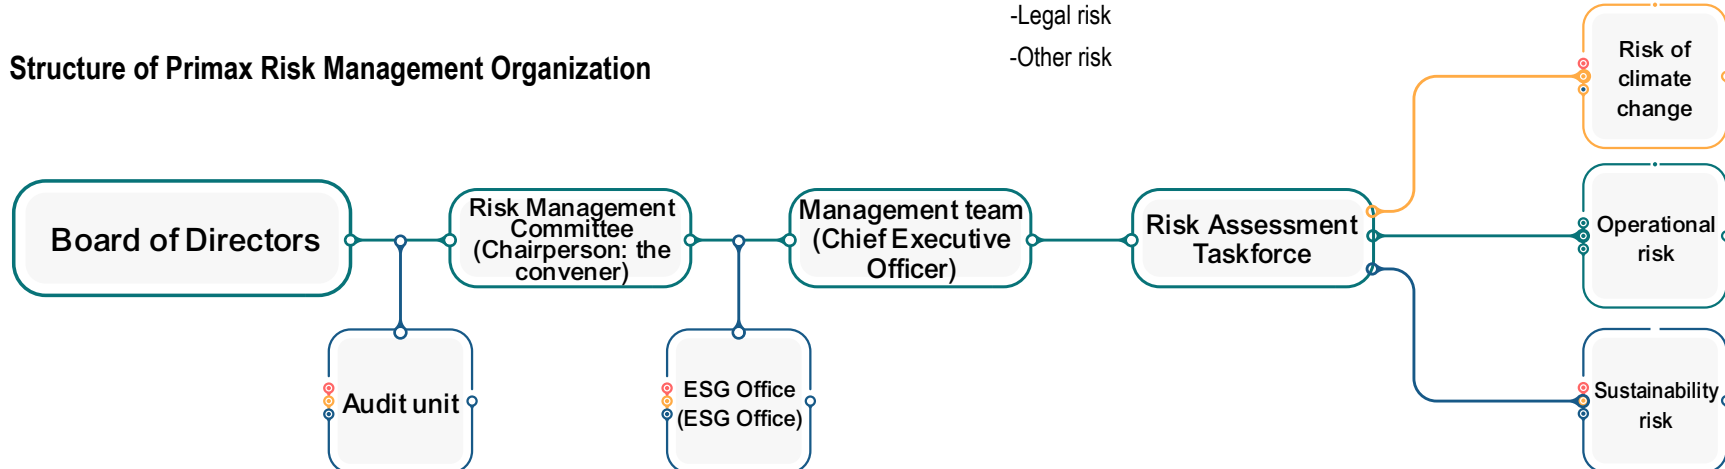 -Legal risk
-Other risk
Structure of Primax Risk Management Organization
Board of Directors
Risk Management
Committee
(Chairperson: the
convener)
Management team
(Chief Executive
Officer)
Risk Assessment
Taskforce
Risk of
climate
change
Operational
risk
Sustainability
risk
Audit unit
ESG Office
(ESG Office)